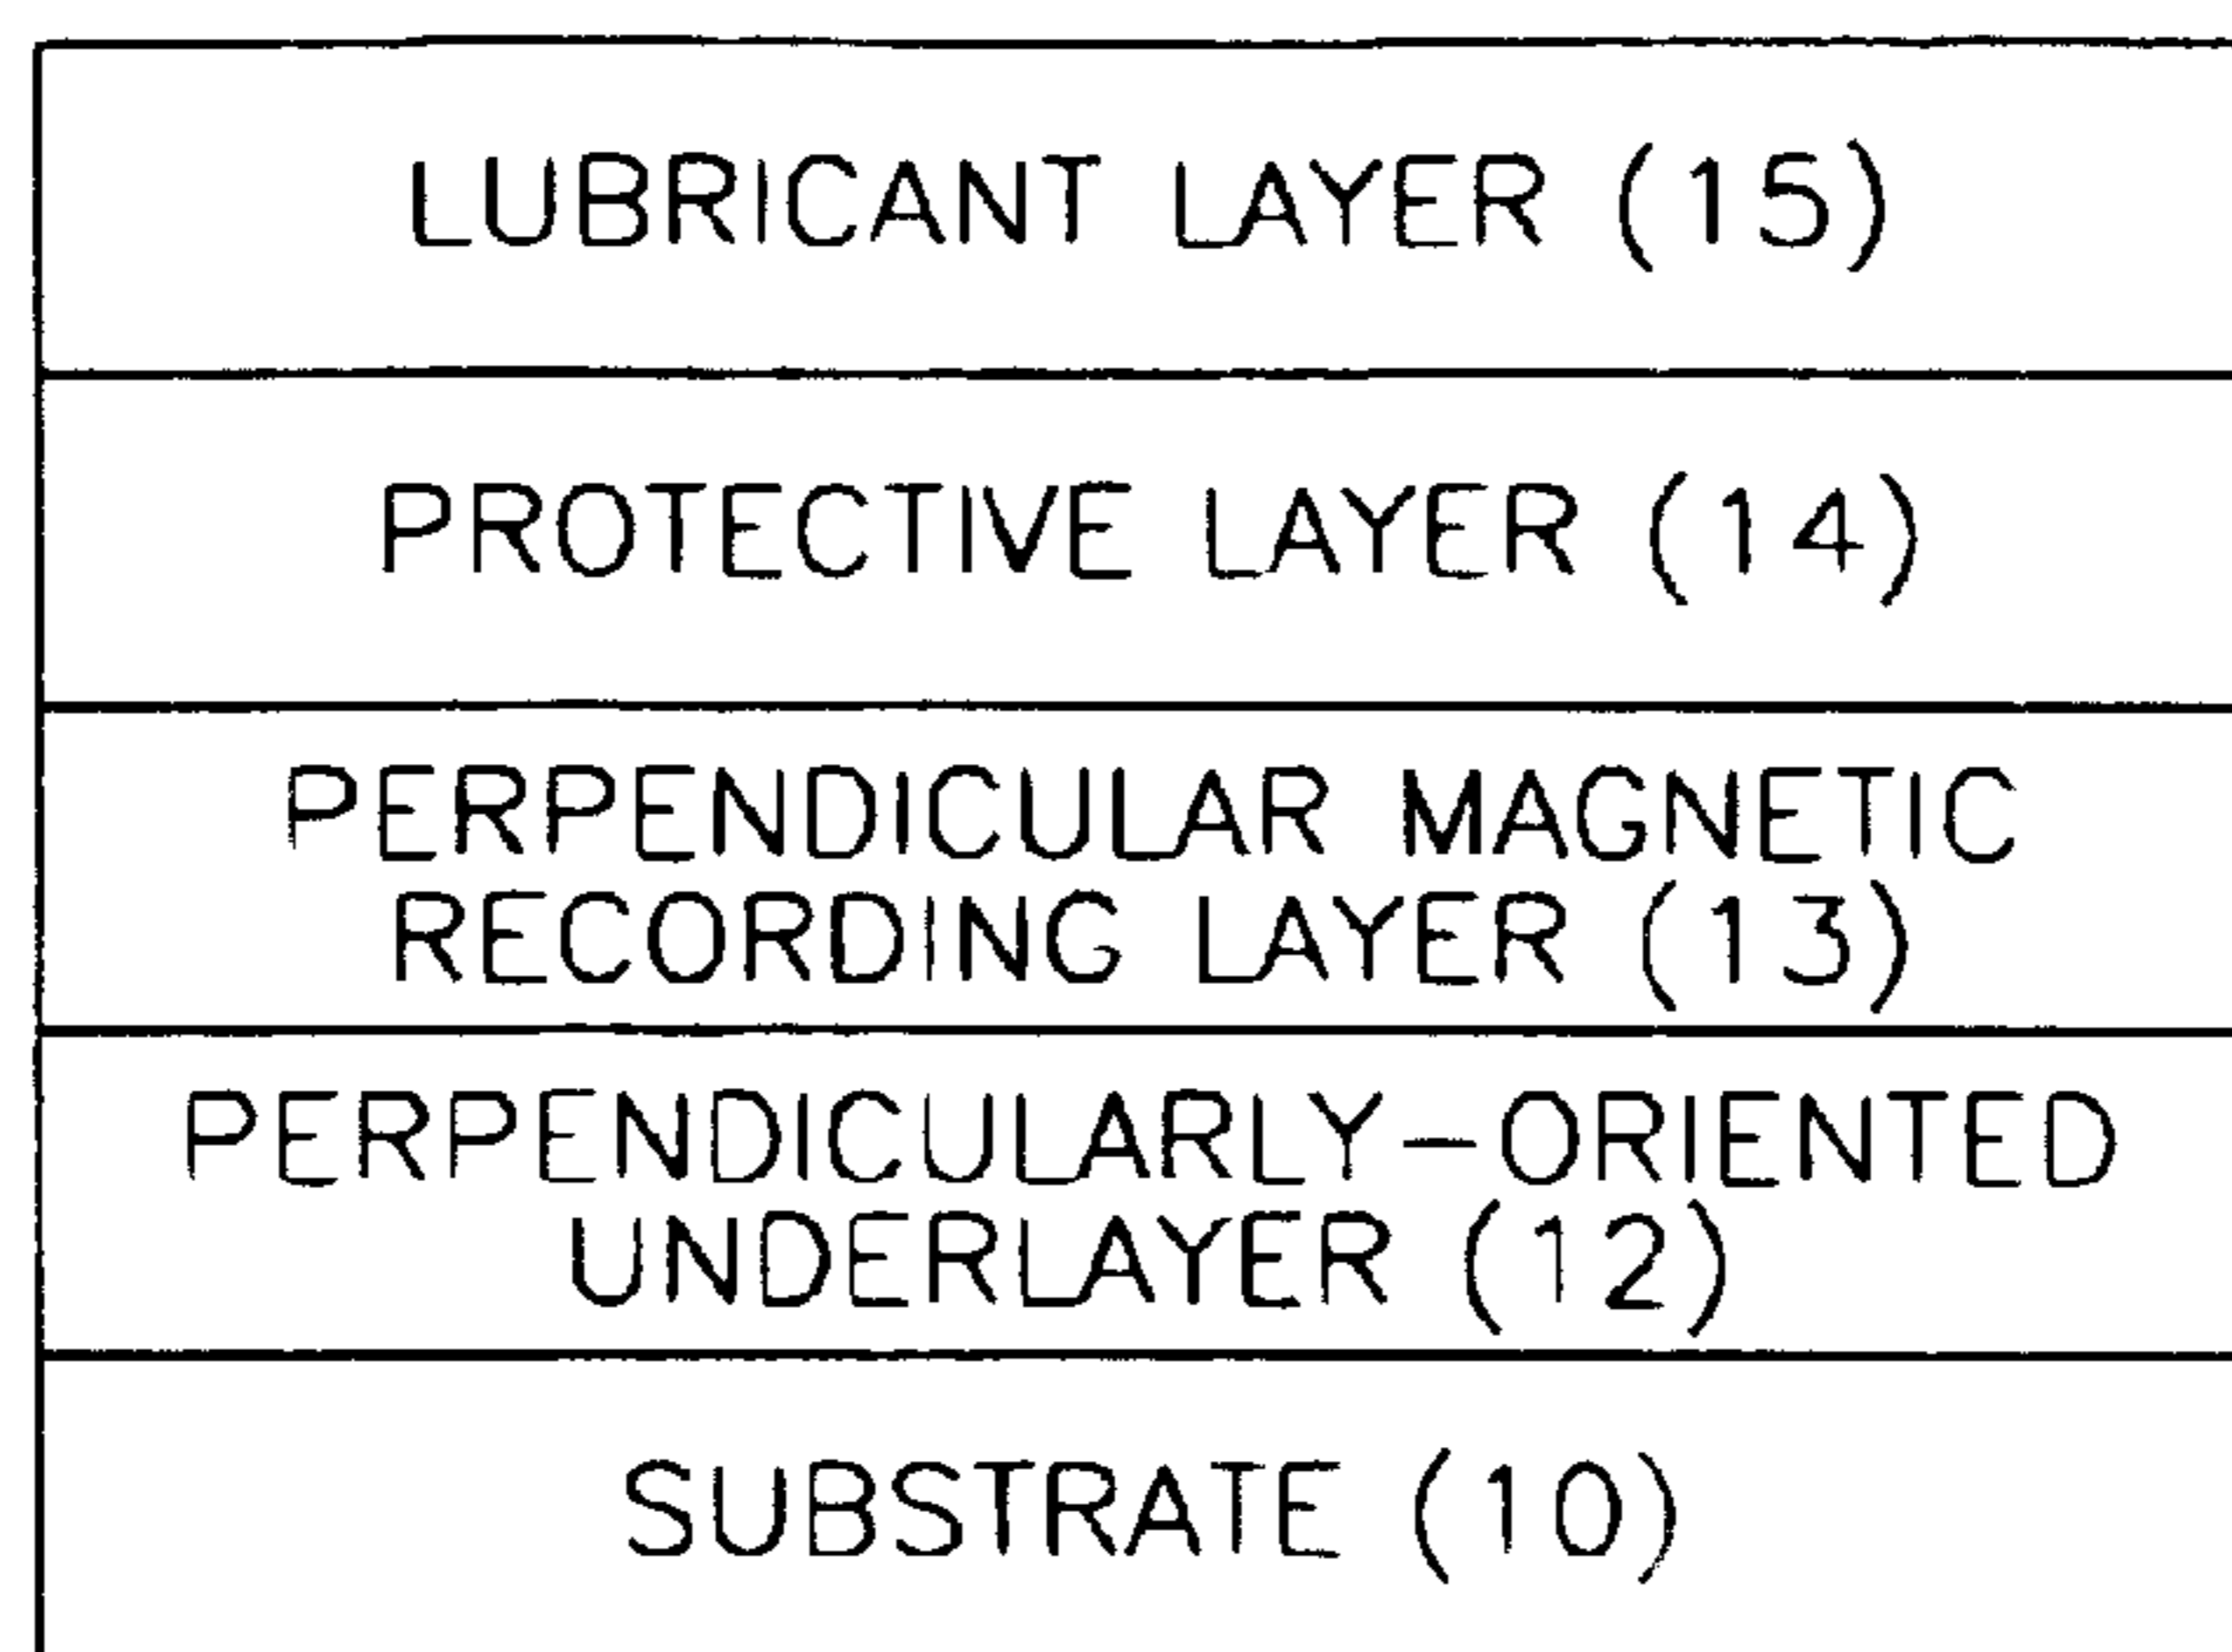 LUBRICANT LAYER (15)
PROTECTIVE LAYER (14)
PERPENDICULAR MAGNETIC
RECORDING LAYER (13)
PERPENDICULARLY-ORIENTED
UNDERLAYER (12)
SUBSTRATE (10)